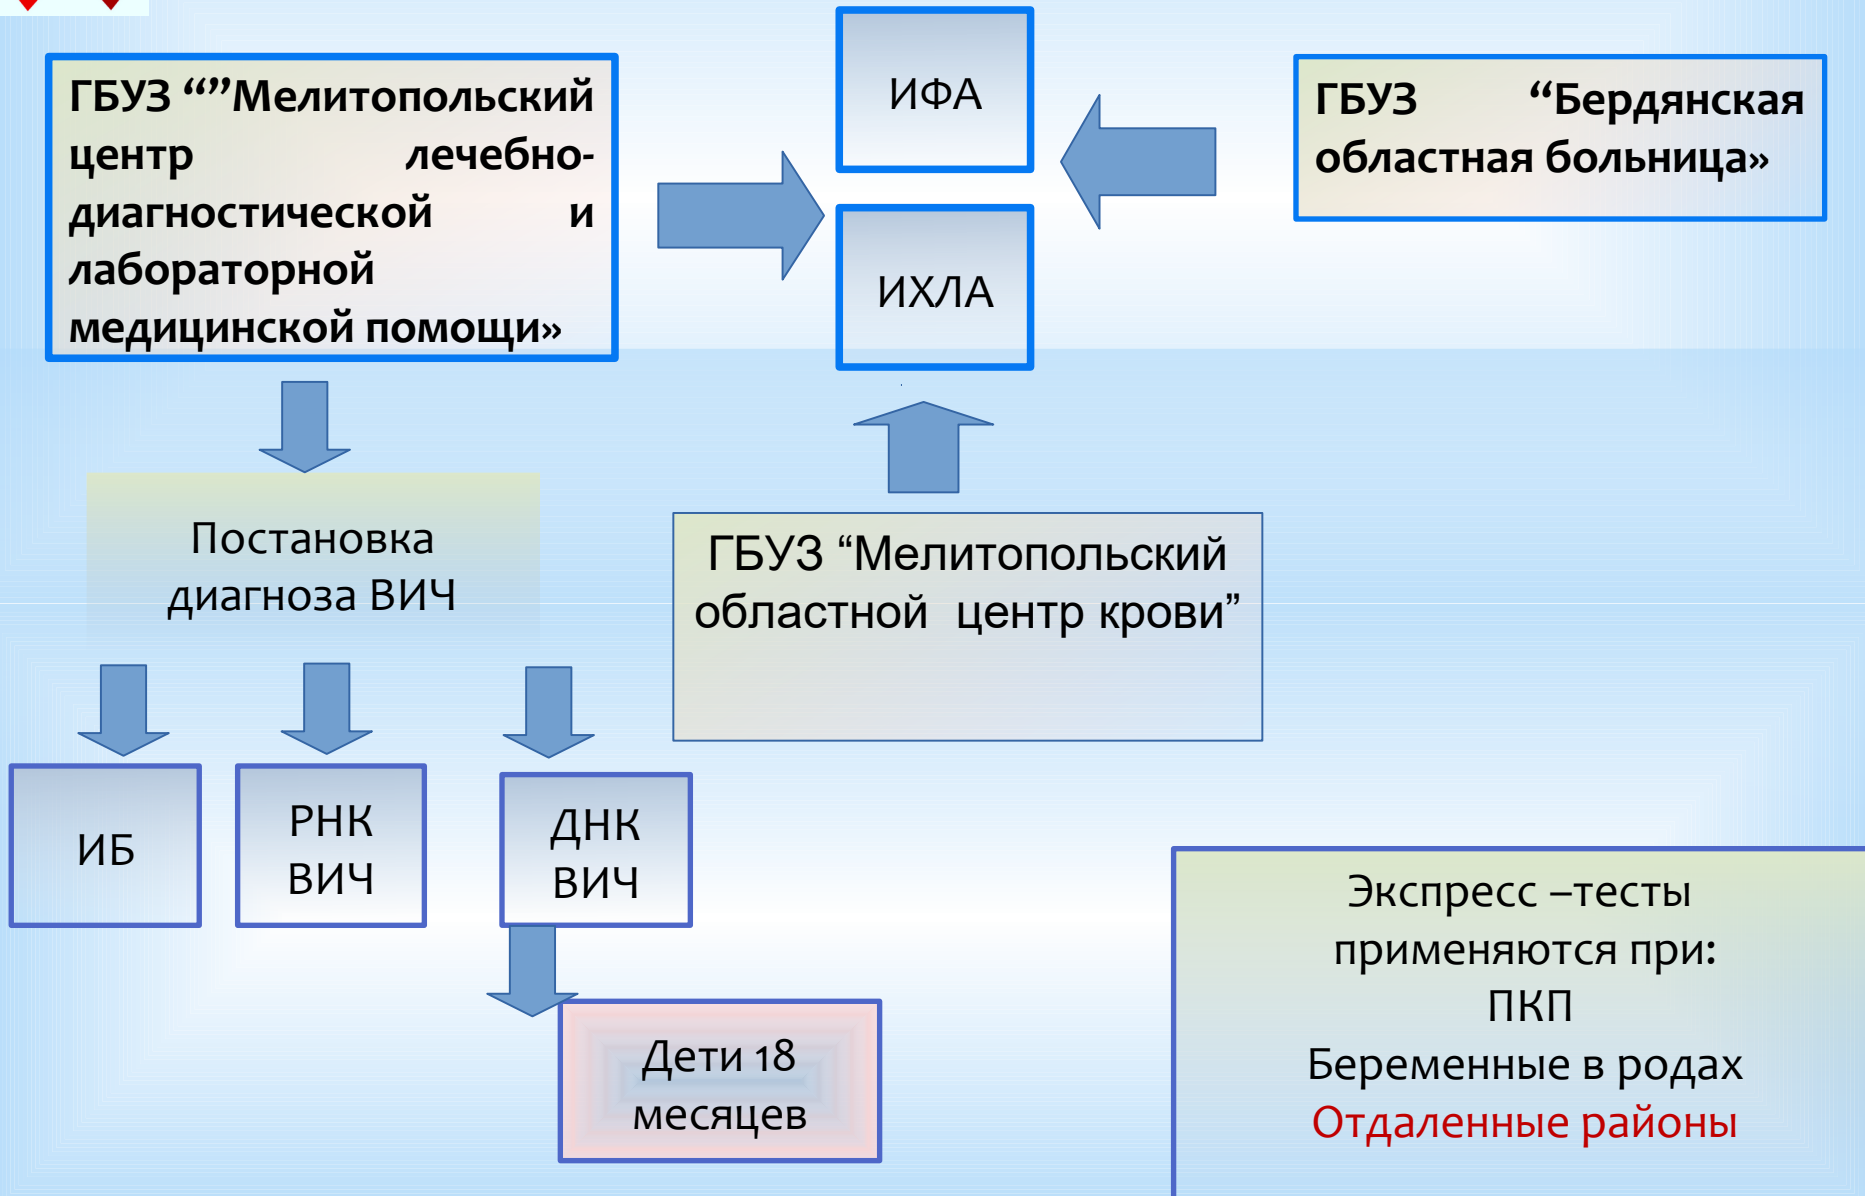 ГБУЗ “”Мелитопольский
центр лечебно-
диагностической и
лабораторной
медицинской помощи»
ИФА
ИХЛА
ГБУЗ “Бердянская
областная больница»
Постановка
диагноза ВИЧ
ГБУЗ “Мелитопольский
областной центр крови”
ИБ
РНК
ВИЧ
ДНК
ВИЧ
Дети 18
месяцев
Экспресс –тесты
применяются при:
ПКП
Беременные в родах
Отдаленные районы